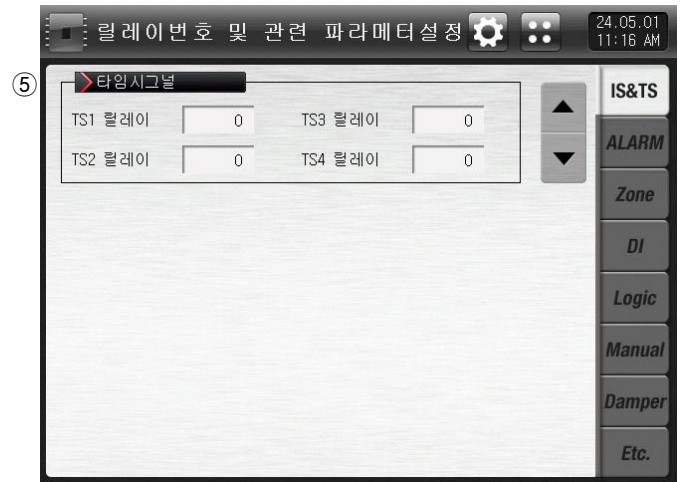 릴레이번호 및 관련 파라메터설정
24.05.01
11:16 AM
⑤
타임시그널
TS1 릴레이 0 TS3 릴레이 0
TS2 릴레이 0 TS4 릴레이 0
IS&TS
ALARM
Zone
DI
Logic
Manual
Damper
Etc.